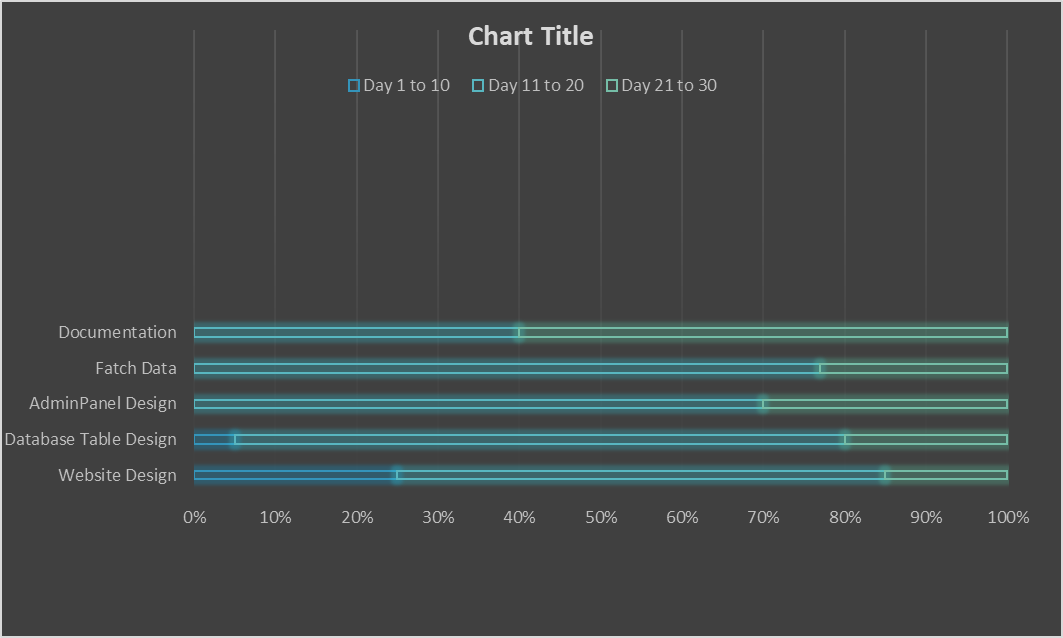 Chart Title
Day 1 to 10 Day 11 to 20 Day 21 to 30
Documentation
Fatch Data
AdminPanel Design
Database Table Design
Website Design
0% 10% 20% 30% 40% 50% 60% 70% 80% 90% 100%